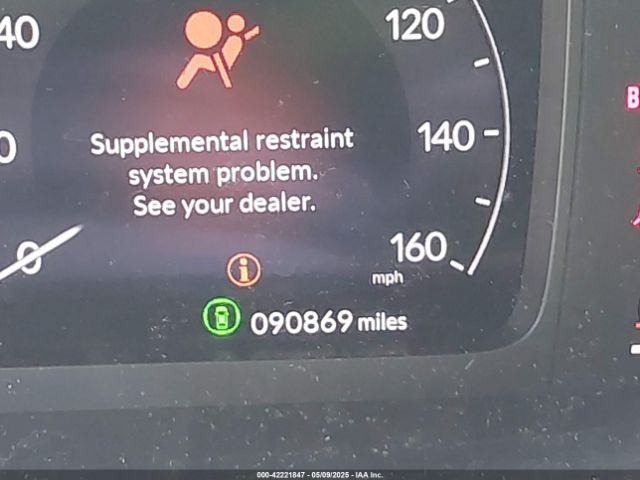 40
120
0
Supplemental restraint
140
system problem.
See your dealer.
0
160
i
mph
090869 miles
B
000-42221847 - 05/09/2025 - IAA Inc.